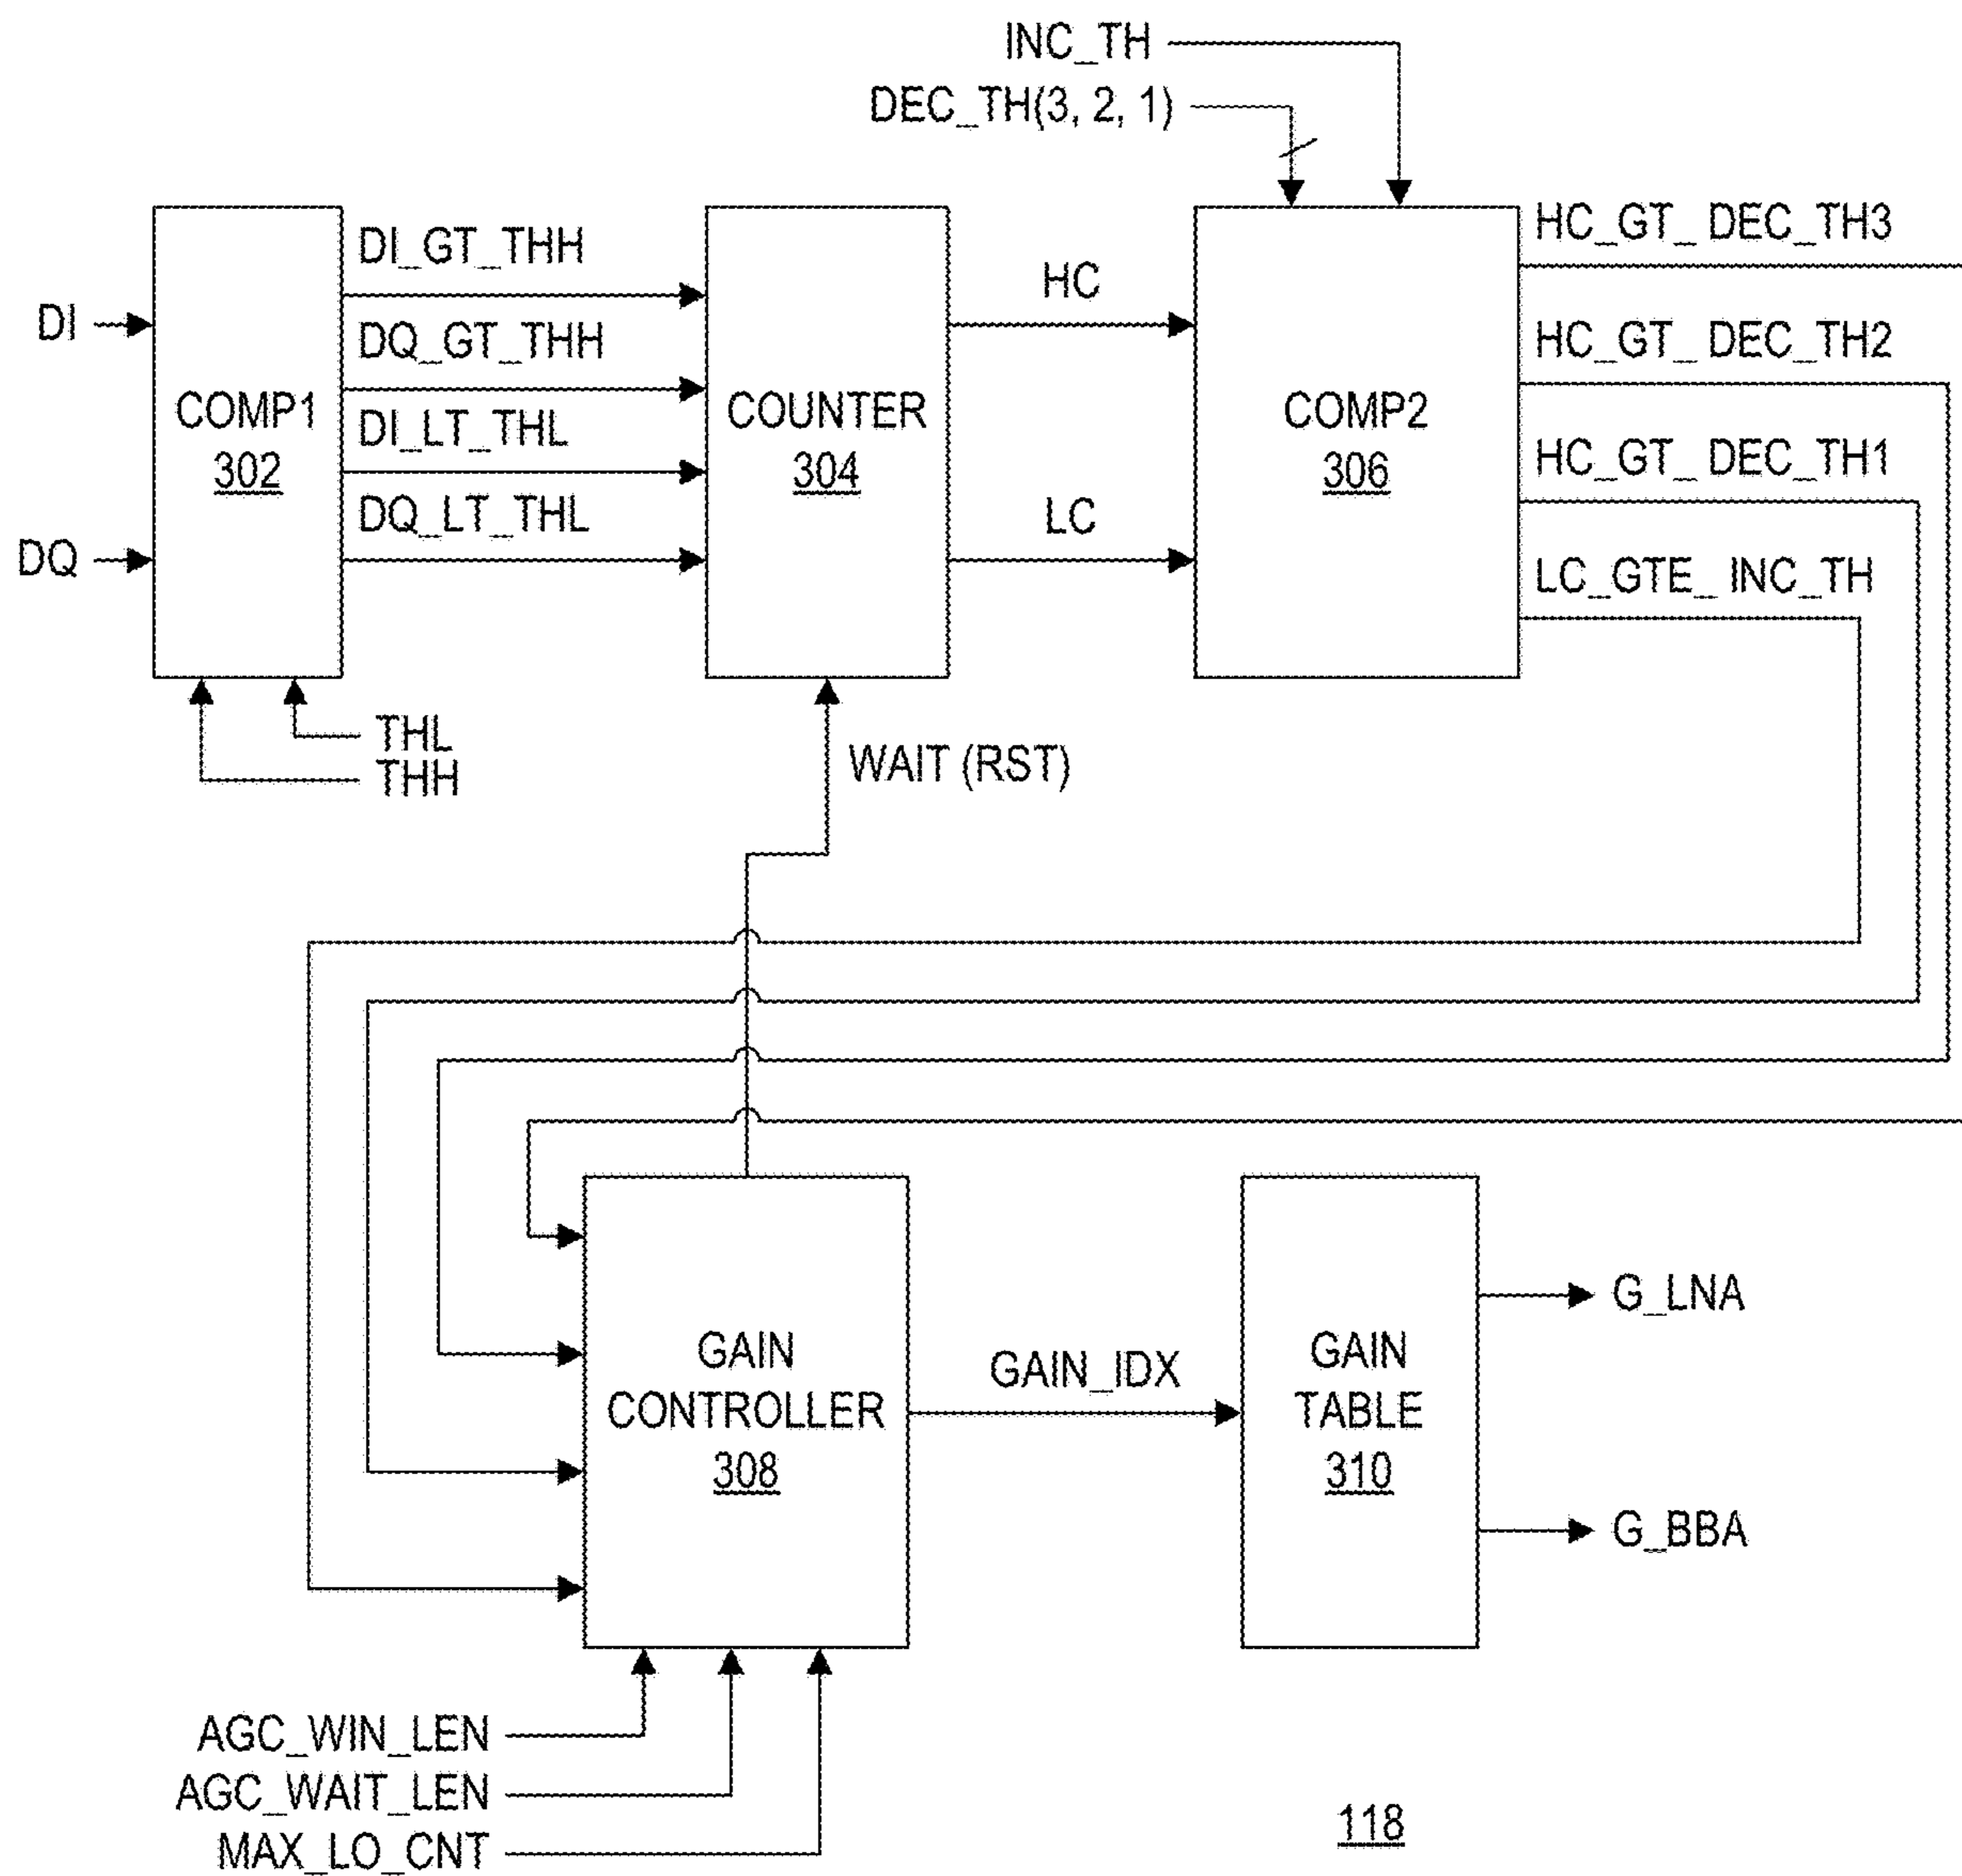 INC_TH
DEC_TH(3, 2, 1)
DI
DQ
COMP1
302
THL
THH
DI_GT_THH
DQ_GT_THH
DI_LT_THL
DQ_LT_THL
COUNTER
304
WAIT (RST)
HC
LC
COMP2
306
HC_GT_ DEC_TH3
HC_GT_ DEC_TH2
HC_GT_ DEC_TH1
LC_GTE_ INC_TH
GAIN
CONTROLLER
308
GAIN_IDX
GAIN
TABLE
310
G_LNA
G_BBA
AGC_WIN_LEN
AGC_WAIT_LEN
MAX_LO_CNT
118